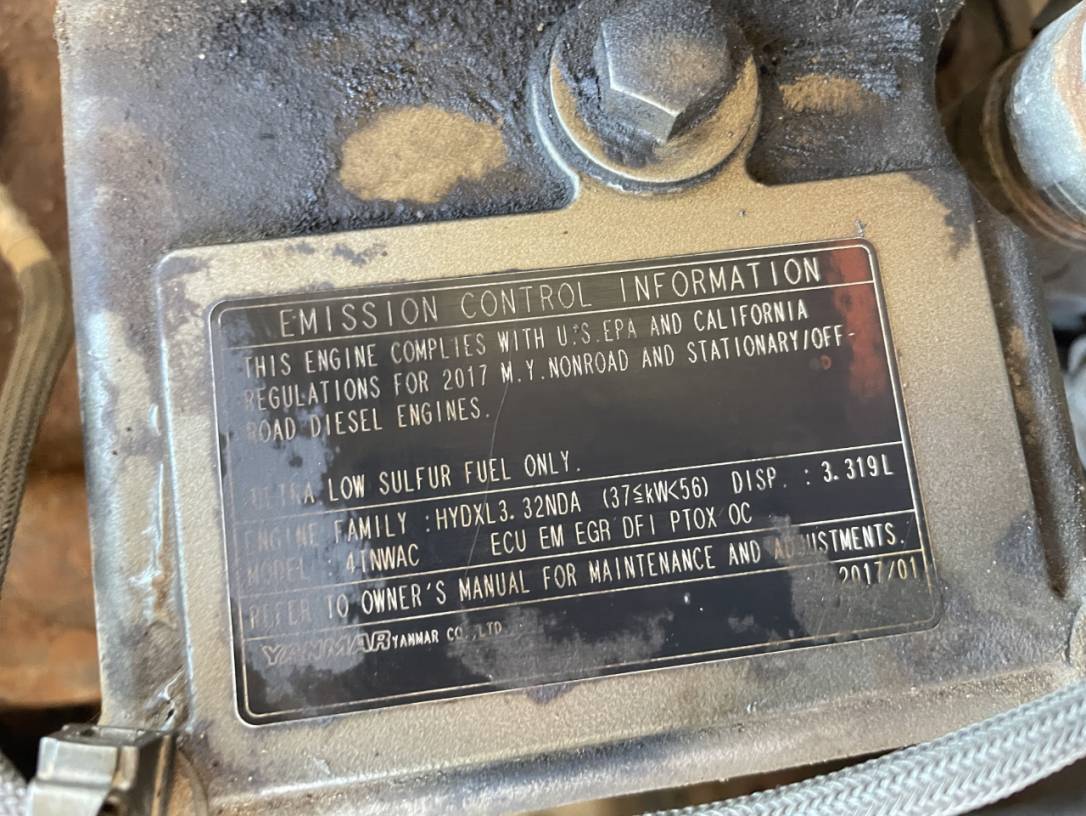 EMISSION CONTROL INFORMATION
THIS ENGINE COMPLIES WITH U.S.EPA AND CALIFORNIA
REGULATIONS FOR 2017 M.Y.NONROAD AND STATIONARY/OFF-
ROAD DIESEL ENGINES.
ULTRA LOW SULFUR FUEL ONLY.
ENGINE FAMILY :HYDXL3.32NDA (37≦kW<56) DISP. : 3.319L
MODEL : 4TNWAC ECU EM EGR DFI PTOX OC
REFER TO OWNER'S MANUAL FOR MAINTENANCE AND ADJUSTMENTS.
2017/01
YANMAR YANMAR CO.,LTD.